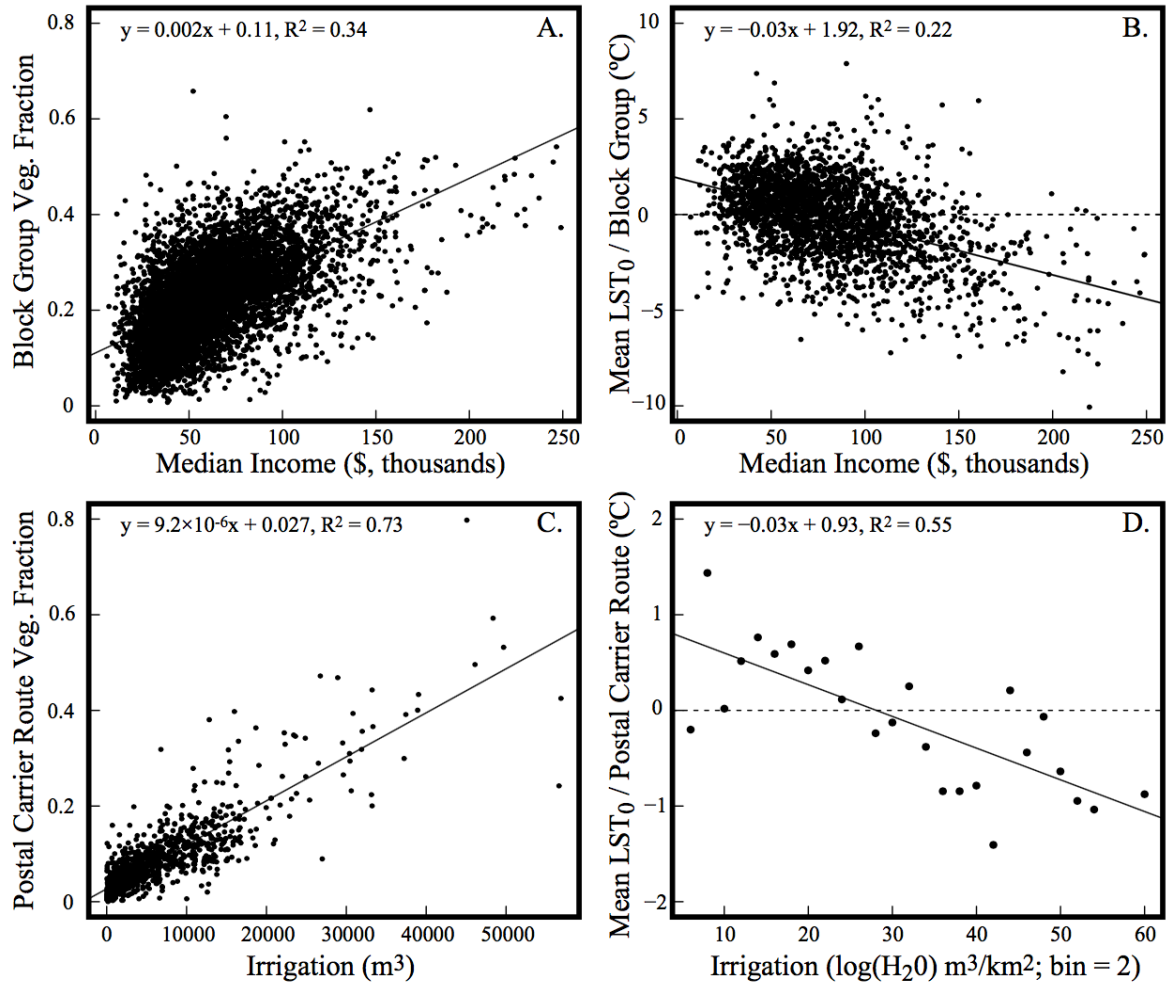 y = 0.002x + 0.11, R² = 0.34
A.
Block Group Veg. Fraction
0.8
0.6
0.4
0.2
0
0 50 100 150 200 250
Median Income ($, thousands)
y = −0.03x + 1.92, R² = 0.22
B.
Mean LST₀ / Block Group (ºC)
10
5
0
−5
−10
0 50 100 150 200 250
Median Income ($, thousands)
y = 9.2×10⁻⁶x + 0.027, R² = 0.73
C.
Postal Carrier Route Veg. Fraction
0.8
0.6
0.4
0.2
0
0 10000 20000 30000 40000 50000
Irrigation (m³)
y = −0.03x + 0.93, R² = 0.55
D.
Mean LST₀ / Postal Carrier Route (ºC)
2
1
0
−1
−2
10 20 30 40 50 60
Irrigation (log(H₂0) m³/km²; bin = 2)